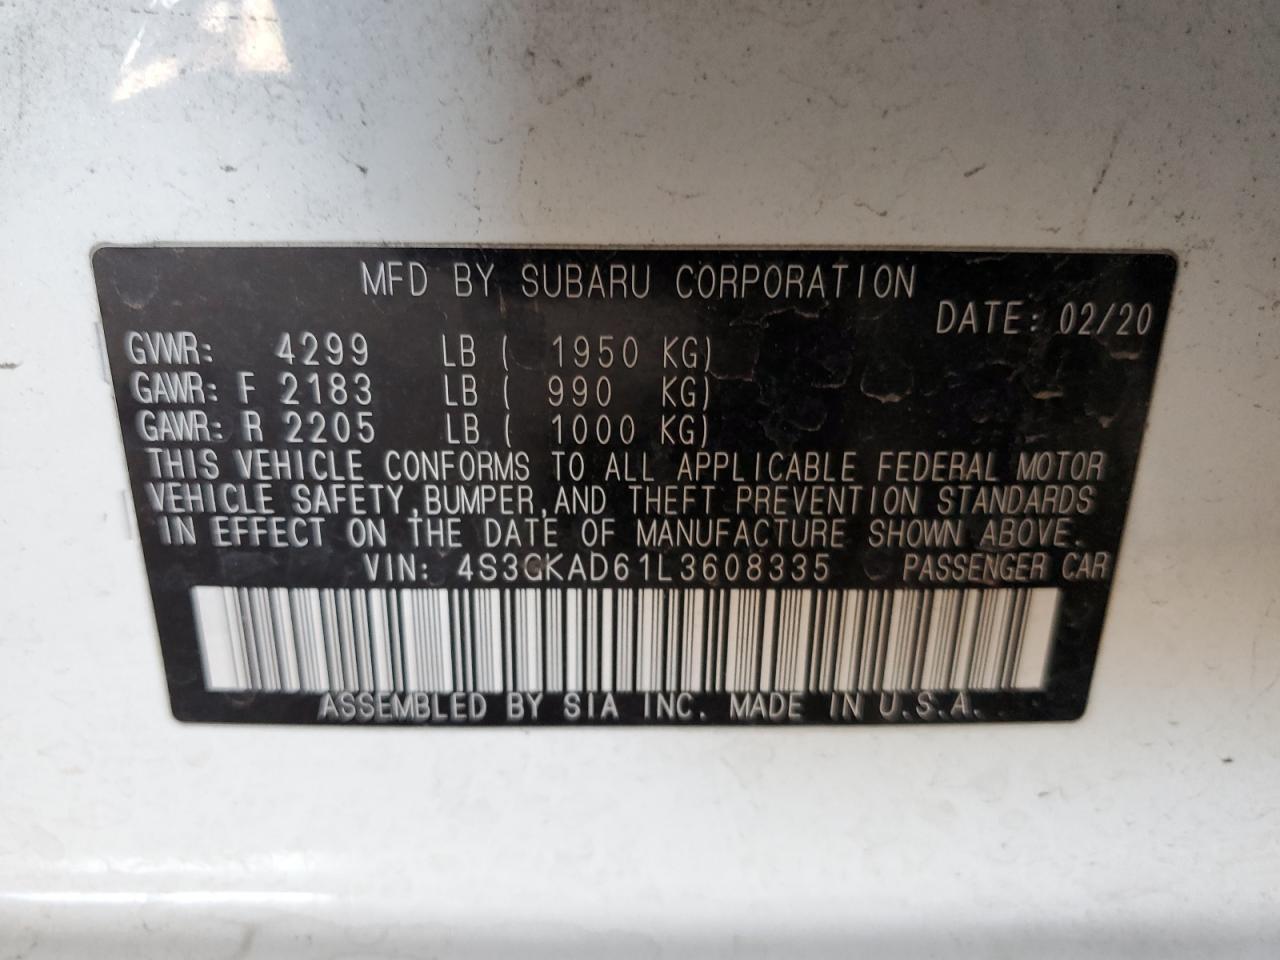 MFD BY SUBARU CORPORATION
DATE: 02/20
GVWR: 4299 LB ( 1950 KG)
GAWR: F 2183 LB ( 990 KG)
GAWR: R 2205 LB ( 1000 KG)
THIS VEHICLE CONFORMS TO ALL APPLICABLE FEDERAL MOTOR
VEHICLE SAFETY,BUMPER,AND THEFT PREVENTION STANDARDS
IN EFFECT ON THE DATE OF MANUFACTURE SHOWN ABOVE.
VIN: 4S3GKAD61L3608335 PASSENGER CAR
ASSEMBLED BY SIA INC. MADE IN U.S.A.